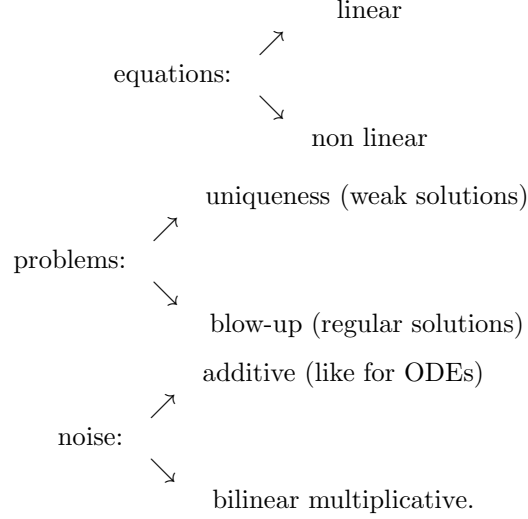 linear
equations:
non linear
uniqueness (weak solutions)
problems:
blow-up (regular solutions)
additive (like for ODEs)
noise:
bilinear multiplicative.